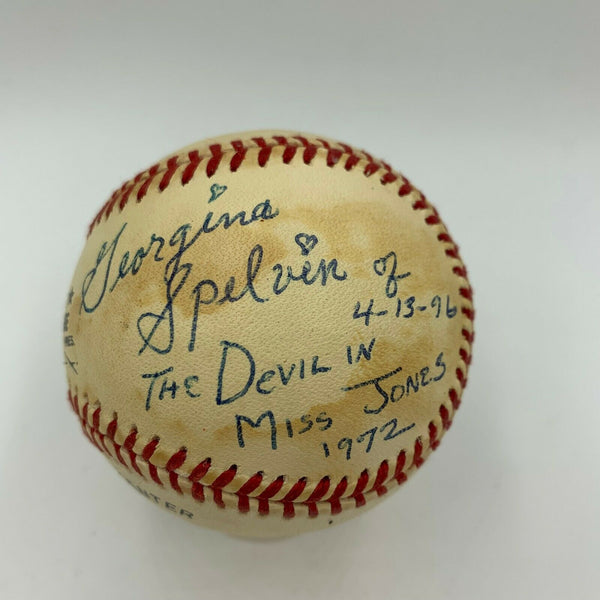 Georgina
Spelvin of
4-13-96
The Devil in
Miss Jones
1972